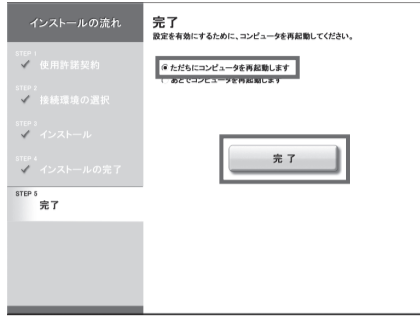 インストールの流れ
STEP 1
使用許諾契約
STEP 2
接続環境の選択
STEP 3
インストール
STEP 4
インストールの完了
STEP 5
完了
完了
設定を有効にするために、コンピュータを再起動してください。
ただちにコンピュータを再起動します
あとでコンピュータを再起動します
完了